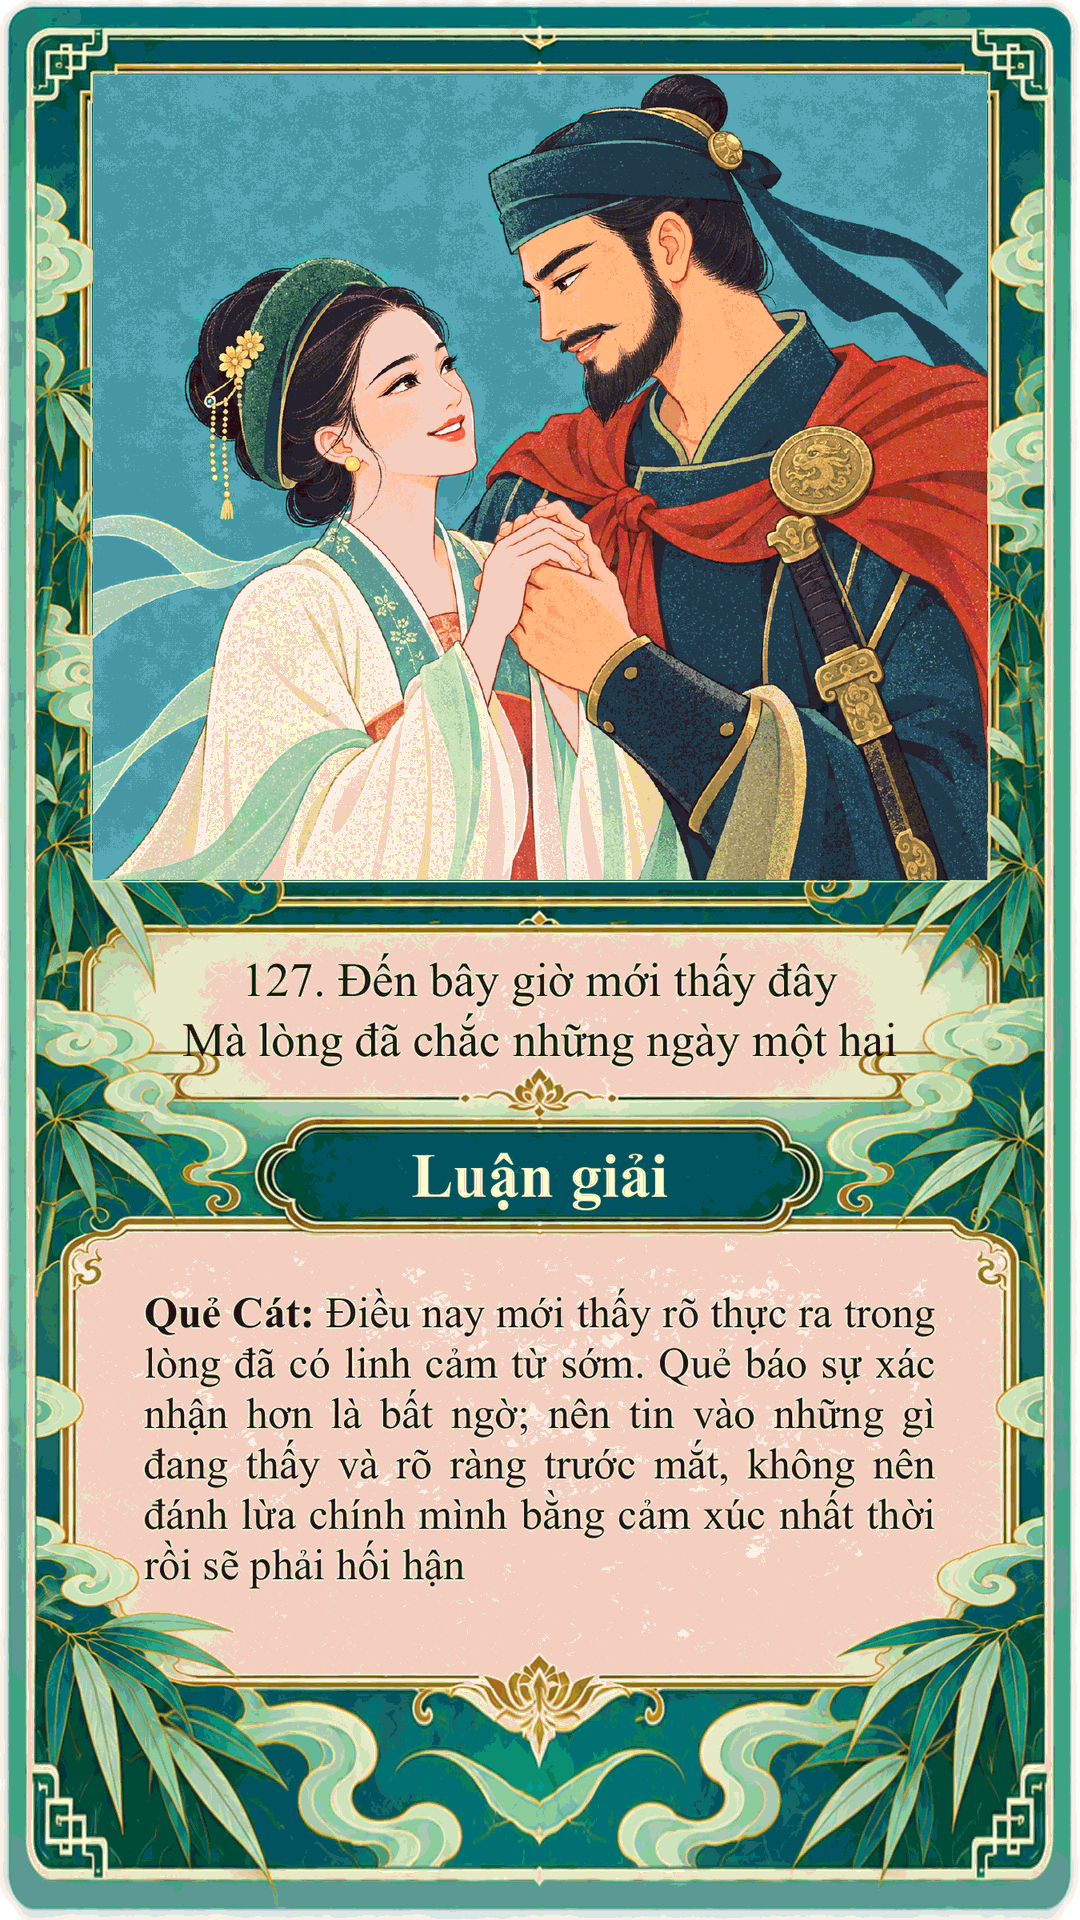 127. Đến bây giờ mới thấy đây
Mà lòng đã chắc những ngày một hai
Luận giải
Quẻ Cát: Điều nay mới thấy rõ thực ra trong
lòng đã có linh cảm từ sớm. Quẻ báo sự xác
nhận hơn là bất ngờ; nên tin vào những gì
đang thấy và rõ ràng trước mắt, không nên
đánh lừa chính mình bằng cảm xúc nhất thời
rồi sẽ phải hối hận